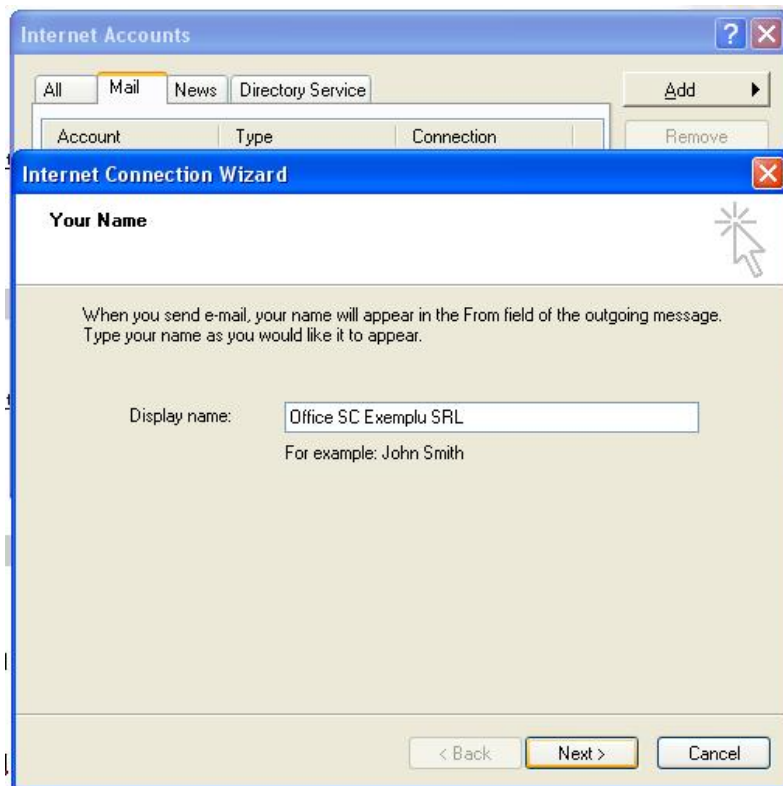 Internet Accounts
All Mail News Directory Service
Add
Account Type Connection
Remove
Internet Connection Wizard
Your Name
When you send e-mail, your name will appear in the From field of the outgoing message.
Type your name as you would like it to appear.
Display name: Office SC Exemplu SRL
For example: John Smith
< Back Next > Cancel